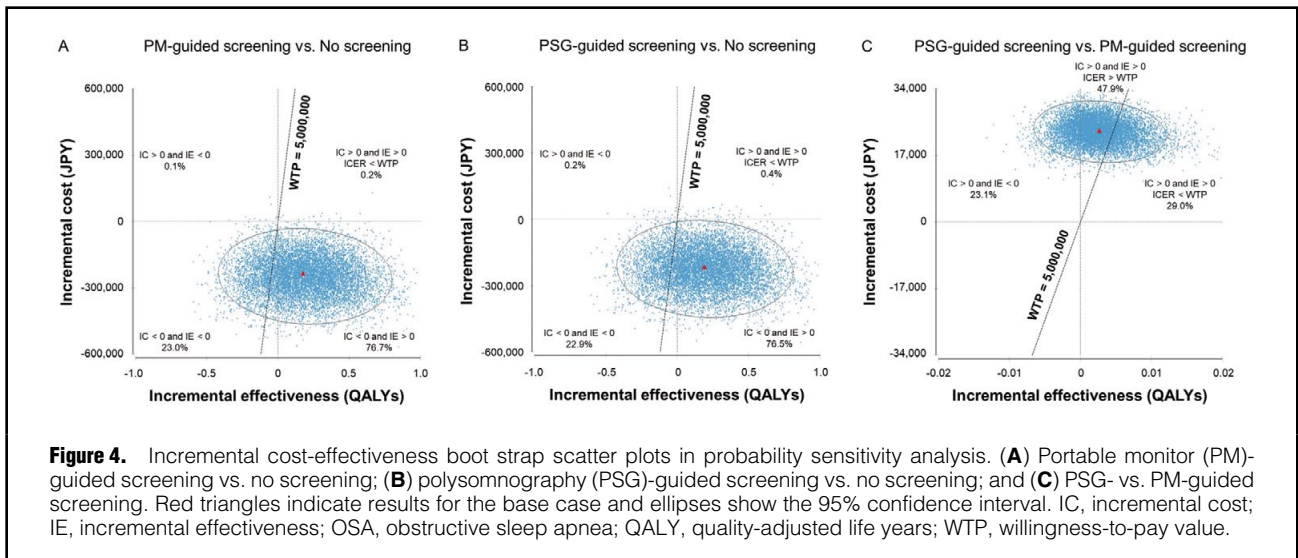 A PM-guided screening vs. No screening
600,000
300,000
0
-300,000
-600,000
-1.0 -0.5 0 0.5 1.0
Incremental cost (JPY)
Incremental effectiveness (QALYs)
WTP = 5,000,000
IC > 0 and IE < 0
0.1%
IC > 0 and IE > 0
ICER < WTP
0.2%
IC < 0 and IE < 0
23.0%
IC < 0 and IE > 0
76.7%
B PSG-guided screening vs. No screening
600,000
300,000
0
-300,000
-600,000
-1.0 -0.5 0 0.5 1.0
Incremental cost (JPY)
Incremental effectiveness (QALYs)
WTP = 5,000,000
IC > 0 and IE < 0
0.2%
IC > 0 and IE > 0
ICER < WTP
0.4%
IC < 0 and IE < 0
22.9%
IC < 0 and IE > 0
76.5%
C PSG-guided screening vs. PM-guided screening
IC > 0 and IE > 0
ICER > WTP
47.9%
34,000
17,000
0
-17,000
-34,000
-0.02 -0.01 0 0.01 0.02
Incremental cost (JPY)
Incremental effectiveness (QALYs)
WTP = 5,000,000
IC > 0 and IE < 0
23.1%
IC > 0 and IE > 0
ICER < WTP
29.0%
Figure 4. Incremental cost-effectiveness boot strap scatter plots in probability sensitivity analysis. (A) Portable monitor (PM)-
guided screening vs. no screening; (B) polysomnography (PSG)-guided screening vs. no screening; and (C) PSG- vs. PM-guided
screening. Red triangles indicate results for the base case and ellipses show the 95% confidence interval. IC, incremental cost;
IE, incremental effectiveness; OSA, obstructive sleep apnea; QALY, quality-adjusted life years; WTP, willingness-to-pay value.